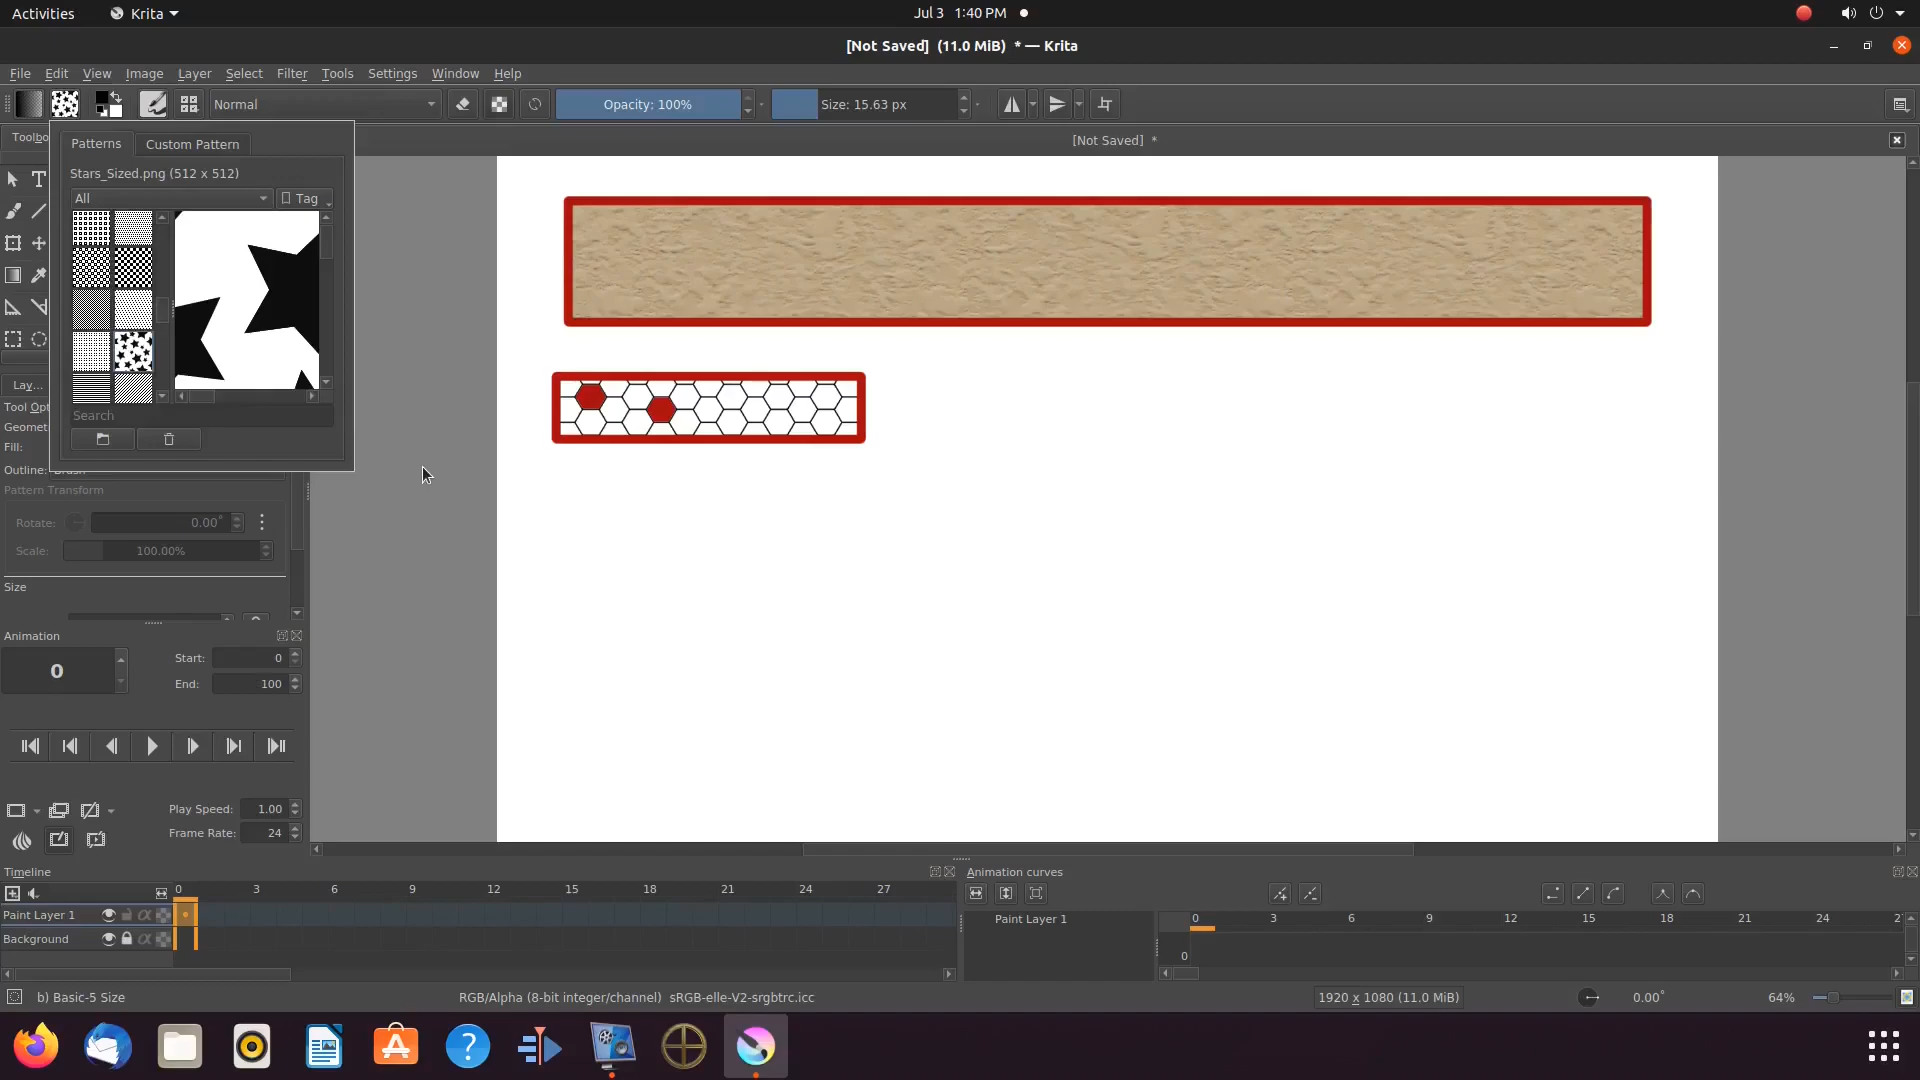 Activities
Krita
Jul 3 1:40 PM
[Not Saved] (11.0 MiB) * — Krita
File Edit View Image Layer Select Filter Tools Settings Window Help
Normal
Opacity: 100%
Size: 15.63 px
Toolbo
Patterns
Custom Pattern
[Not Saved] *
Stars_Sized.png (512 x 512)
All
Tag
T
Lay...
Tool Opt
Search
Geomet
Fill:
Outline:
Pattern Transform
Rotate: 0.00°
Scale: 100.00%
Size
Animation
0
Start: 0
End: 100
Play Speed: 1.00
Frame Rate: 24
Timeline
0 3 6 9 12 15 18 21 24 27
Paint Layer 1
Background
Animation curves
Paint Layer 1
0 3 6 9 12 15 18 21 24 2
0
b) Basic-5 Size
RGB/Alpha (8-bit integer/channel) sRGB-elle-V2-srgbtrc.icc
1920 x 1080 (11.0 MiB)
0.00°
64%